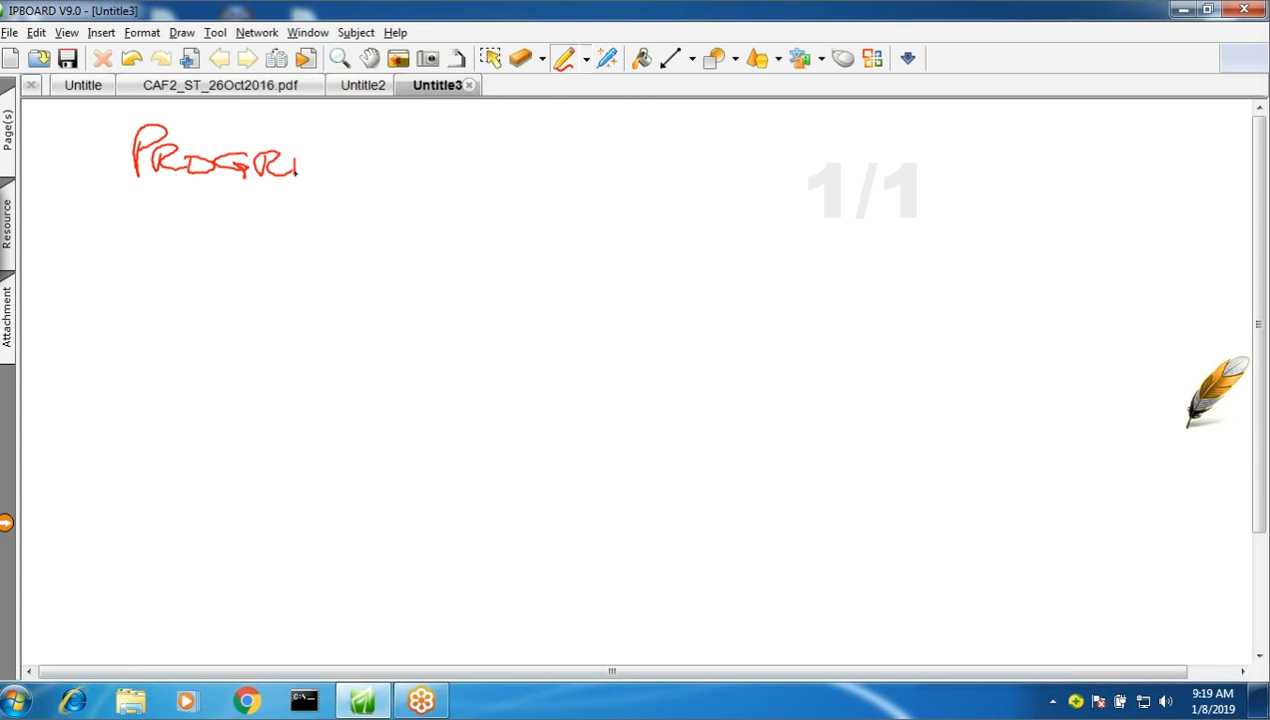 IPBOARD V9.0 - [Untitle3]
File Edit View Insert Format Draw Tool Network Window Subject Help
Untitle CAF2_ST_26Oct2016.pdf Untitle2 Untitle3
Page(s)
Resource
Attachment
PROGRI
1/1
9:19 AM
1/8/2019